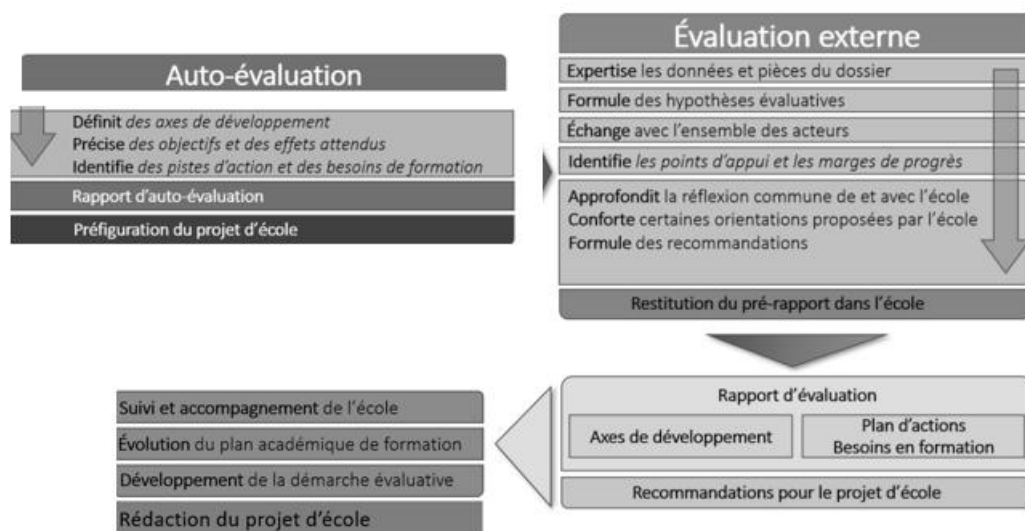 Auto-évaluation
Définit des axes de développement
Précise des objectifs et des effets attendus
Identifie des pistes d'action et des besoins de formation
Rapport d'auto-évaluation
Préfiguration du projet d'école
Évaluation externe
Expertise les données et pièces du dossier
Formule des hypothèses évaluatives
Échange avec l'ensemble des acteurs
Identifie les points d'appui et les marges de progrès
Approfondit la réflexion commune de et avec l'école
Conforte certaines orientations proposées par l'école
Formule des recommandations
Restitution du pré-rapport dans l'école
Rapport d'évaluation
Axes de développement
Plan d'actions
Besoins en formation
Recommandations pour le projet d'école
Suivi et accompagnement de l'école
Évolution du plan académique de formation
Développement de la démarche évaluative
Rédaction du projet d'école